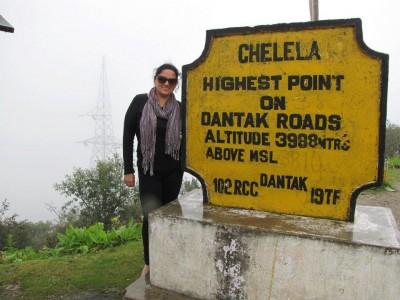 CHELELA
HIGHEST POINT
ON
DANTAK ROADS
ALTITUDE 3988 MTRS
ABOVE MSL
102 RCC DANTAK 19TF